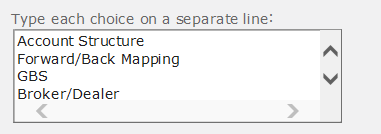 Type each choice on a separate line:
Account Structure
Forward/Back Mapping
GBS
Broker/Dealer